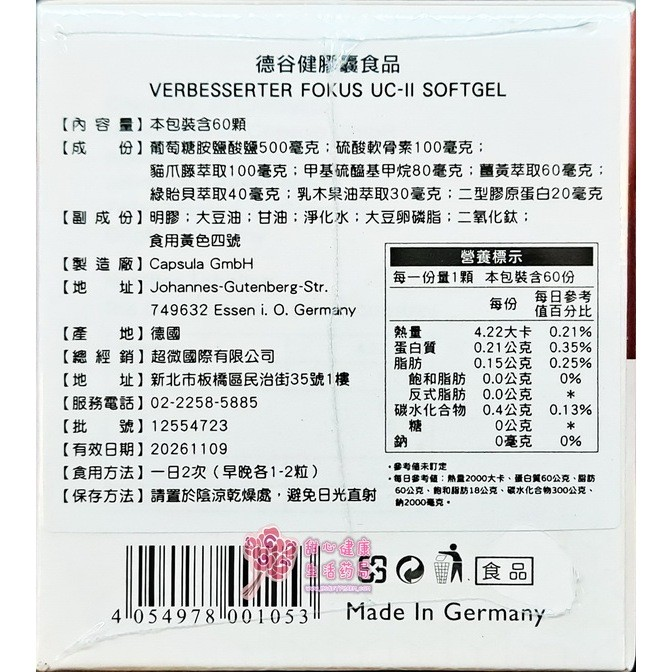 德谷健膠囊食品
VERBESSERTER FOKUS UC-II SOFTGEL
【內 容 量】本包裝含60顆
【成　　份】葡萄糖胺鹽酸鹽500毫克；硫酸軟骨素100毫克；
貓爪藤萃取100毫克；甲基硫醯基甲烷80毫克；薑黃萃取60毫克；
綠貽貝萃取40毫克；乳木果油萃取30毫克；二型膠原蛋白20毫克
【副 成 份】明膠；大豆油；甘油；淨化水；大豆卵磷脂；二氧化鈦；
食用黃色四號
【製 造 廠】Capsula GmbH
【地　　址】Johannes-Gutenberg-Str.
749632 Essen i. O. Germany
【產　　地】德國
【總 經 銷】超微國際有限公司
【地　　址】新北市板橋區民治街35號1樓
【服務電話】02-2258-5885
【批　　號】12554723
【有效日期】20261109
【食用方法】一日2次（早晚各1-2粒）
【保存方法】請置於陰涼乾燥處，避免日光直射
營養標示
每一份量1顆 本包裝含60份
每份 每日參考值百分比
熱量 4.22大卡 0.21%
蛋白質 0.21公克 0.35%
脂肪 0.15公克 0.25%
飽和脂肪 0.0公克 0%
反式脂肪 0.0公克 *
碳水化合物 0.4公克 0.13%
糖 0公克 *
鈉 0毫克 0%
*參考值未訂定
*每日參考值：熱量2000大卡、蛋白質60公克、脂肪
60公克、飽和脂肪18公克、碳水化合物300公克、
鈉2000毫克。
甜心健康
生活藥局
食品
4 054978 001053
Made In Germany